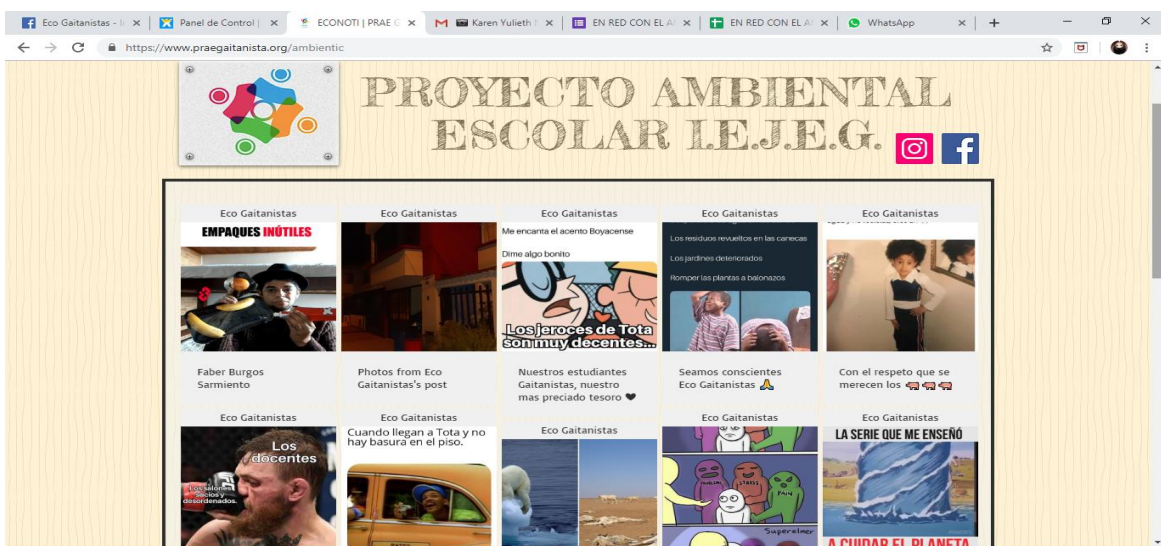 Eco Gaitanistas - I
Panel de Control |
ECONOTI | PRAE G
Karen Yulieth
EN RED CON EL A
EN RED CON EL A
WhatsApp
https://www.praegaitanista.org/ambientic
PROYECTO AMBIENTAL
ESCOLAR I.E.J.E.G.
Eco Gaitanistas
EMPAQUES INÚTILES
Faber Burgos
Sarmiento
Eco Gaitanistas
Photos from Eco
Gaitanistas's post
Eco Gaitanistas
Me encanta el acento Boyacense
Dime algo bonito
Los jeroces de Tota
son muy decentes...
Nuestros estudiantes
Gaitanistas, nuestro
mas preciado tesoro 🖤
Eco Gaitanistas
Los residuos revueltos en las canecas
Los jardines deteriorados
Romper las plantas a balonazos
Seamos conscientes
Eco Gaitanistas 🙏
Eco Gaitanistas
Con el respeto que se
merecen los 🐖🐖🐖
Eco Gaitanistas
Los
docentes
Los salones
sucios y
desordenados.
Eco Gaitanistas
Cuando llegan a Tota y no
hay basura en el piso.
Eco Gaitanistas
Eco Gaitanistas
STRESS
PAIN
Eco Gaitanistas
LA SERIE QUE ME ENSEÑÓ
A CUIDAR EL PLANETA